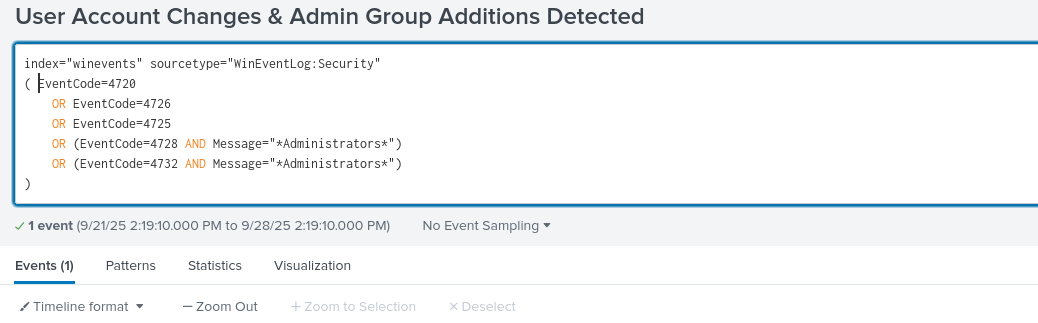 User Account Changes & Admin Group Additions Detected
index="winevents" sourcetype="WinEventLog:Security"
( EventCode=4720
OR EventCode=4726
OR EventCode=4725
OR (EventCode=4728 AND Message="*Administrators*")
OR (EventCode=4732 AND Message="*Administrators*")
)
1 event (9/21/25 2:19:10.000 PM to 9/28/25 2:19:10.000 PM) No Event Sampling
Events (1) Patterns Statistics Visualization
Timeline format — Zoom Out + Zoom to Selection × Deselect